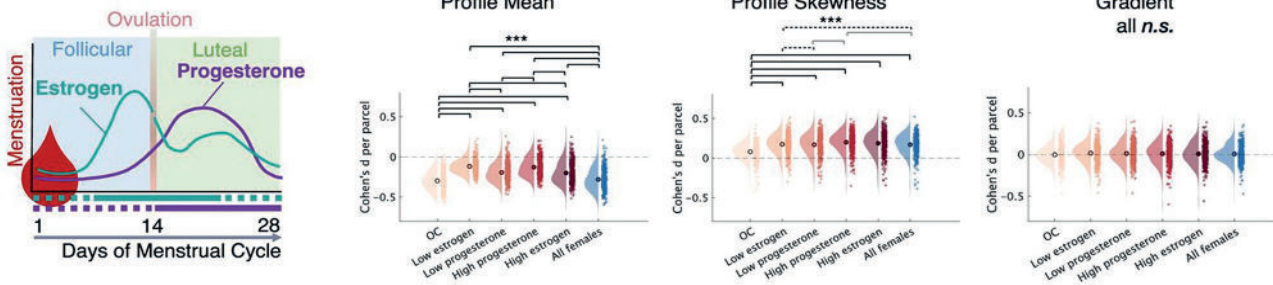 Ovulation
Follicular
Luteal
Progesterone
Estrogen
Menstruation
1
14
28
Days of Menstrual Cycle
Profile Mean
***
Cohen's d per parcel
0.5
0
−0.5
OC
Low estrogen
Low progesterone
High progesterone
High estrogen
All females
Profile Skewness
***
Cohen's d per parcel
0.5
0
−0.5
OC
Low estrogen
Low progesterone
High progesterone
High estrogen
All females
Gradient
all n.s.
Cohen's d per parcel
0.5
0
−0.5
OC
Low estrogen
Low progesterone
High progesterone
High estrogen
All females